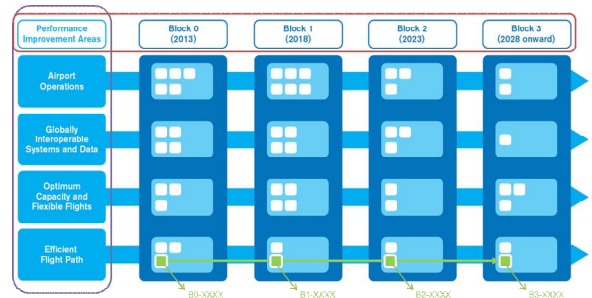 Performance
Improvement Areas
Block 0
(2013)
Block 1
(2018)
Block 2
(2023)
Block 3
(2028 onward)
Airport
Operations
Globally
Interoperable
Systems and Data
Optimum
Capacity and
Flexible Flights
Efficient
Flight Path
B0-XXXX
B1-XXXX
B2-XXXX
B3-XXXX